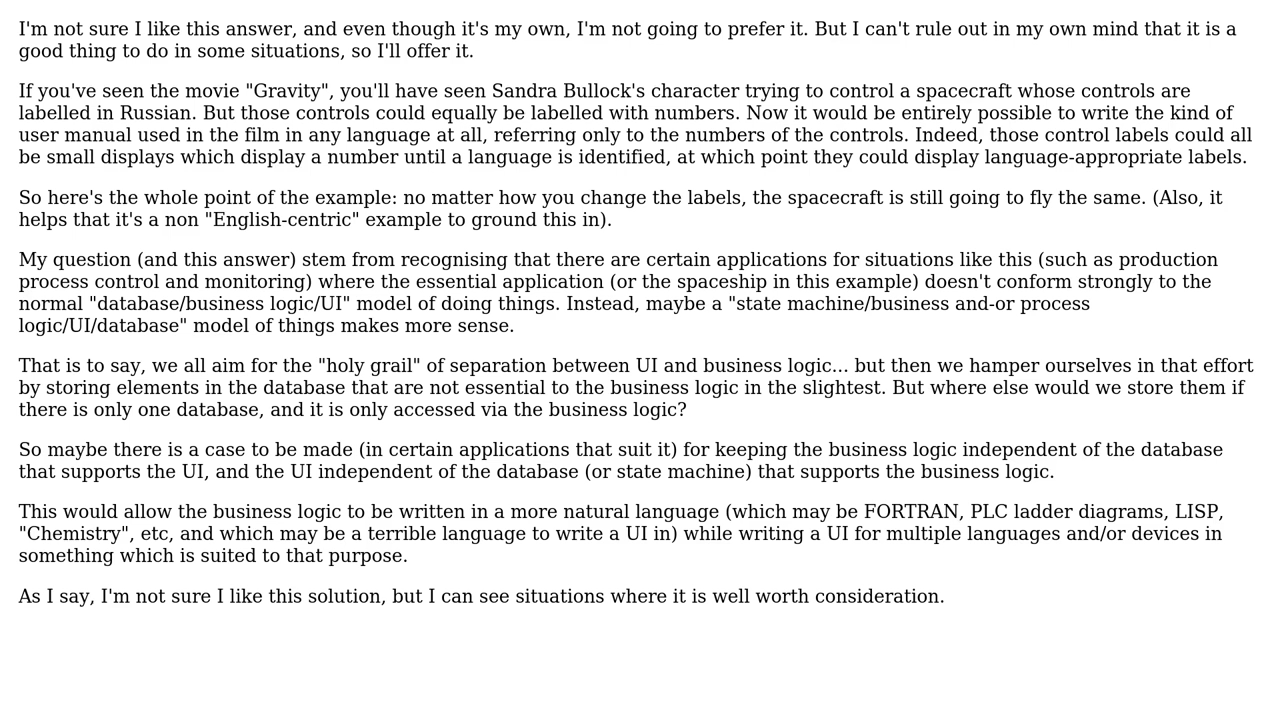 I'm not sure I like this answer, and even though it's my own, I'm not going to prefer it. But I can't rule out in my own mind that it is a
good thing to do in some situations, so I'll offer it.
If you've seen the movie "Gravity", you'll have seen Sandra Bullock's character trying to control a spacecraft whose controls are
labelled in Russian. But those controls could equally be labelled with numbers. Now it would be entirely possible to write the kind of
user manual used in the film in any language at all, referring only to the numbers of the controls. Indeed, those control labels could all
be small displays which display a number until a language is identified, at which point they could display language-appropriate labels.
So here's the whole point of the example: no matter how you change the labels, the spacecraft is still going to fly the same. (Also, it
helps that it's a non "English-centric" example to ground this in).
My question (and this answer) stem from recognising that there are certain applications for situations like this (such as production
process control and monitoring) where the essential application (or the spaceship in this example) doesn't conform strongly to the
normal "database/business logic/UI" model of doing things. Instead, maybe a "state machine/business and-or process
logic/UI/database" model of things makes more sense.
That is to say, we all aim for the "holy grail" of separation between UI and business logic... but then we hamper ourselves in that effort
by storing elements in the database that are not essential to the business logic in the slightest. But where else would we store them if
there is only one database, and it is only accessed via the business logic?
So maybe there is a case to be made (in certain applications that suit it) for keeping the business logic independent of the database
that supports the UI, and the UI independent of the database (or state machine) that supports the business logic.
This would allow the business logic to be written in a more natural language (which may be FORTRAN, PLC ladder diagrams, LISP,
"Chemistry", etc, and which may be a terrible language to write a UI in) while writing a UI for multiple languages and/or devices in
something which is suited to that purpose.
As I say, I'm not sure I like this solution, but I can see situations where it is well worth consideration.